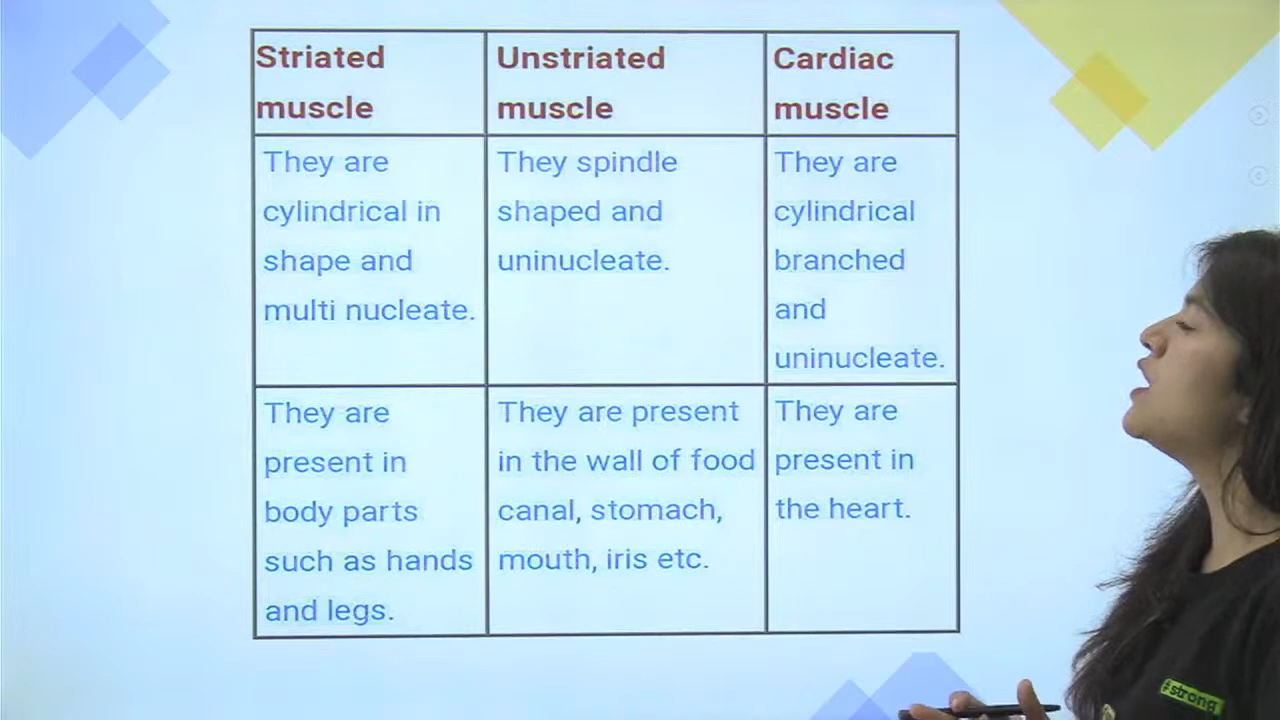 Striated
muscle
Unstriated
muscle
Cardiac
muscle
They are
cylindrical in
shape and
multi nucleate.
They spindle
shaped and
uninucleate.
They are
cylindrical
branched
and
uninucleate.
They are
present in
body parts
such as hands
and legs.
They are present
in the wall of food
canal, stomach,
mouth, iris etc.
They are
present in
the heart.
#strong